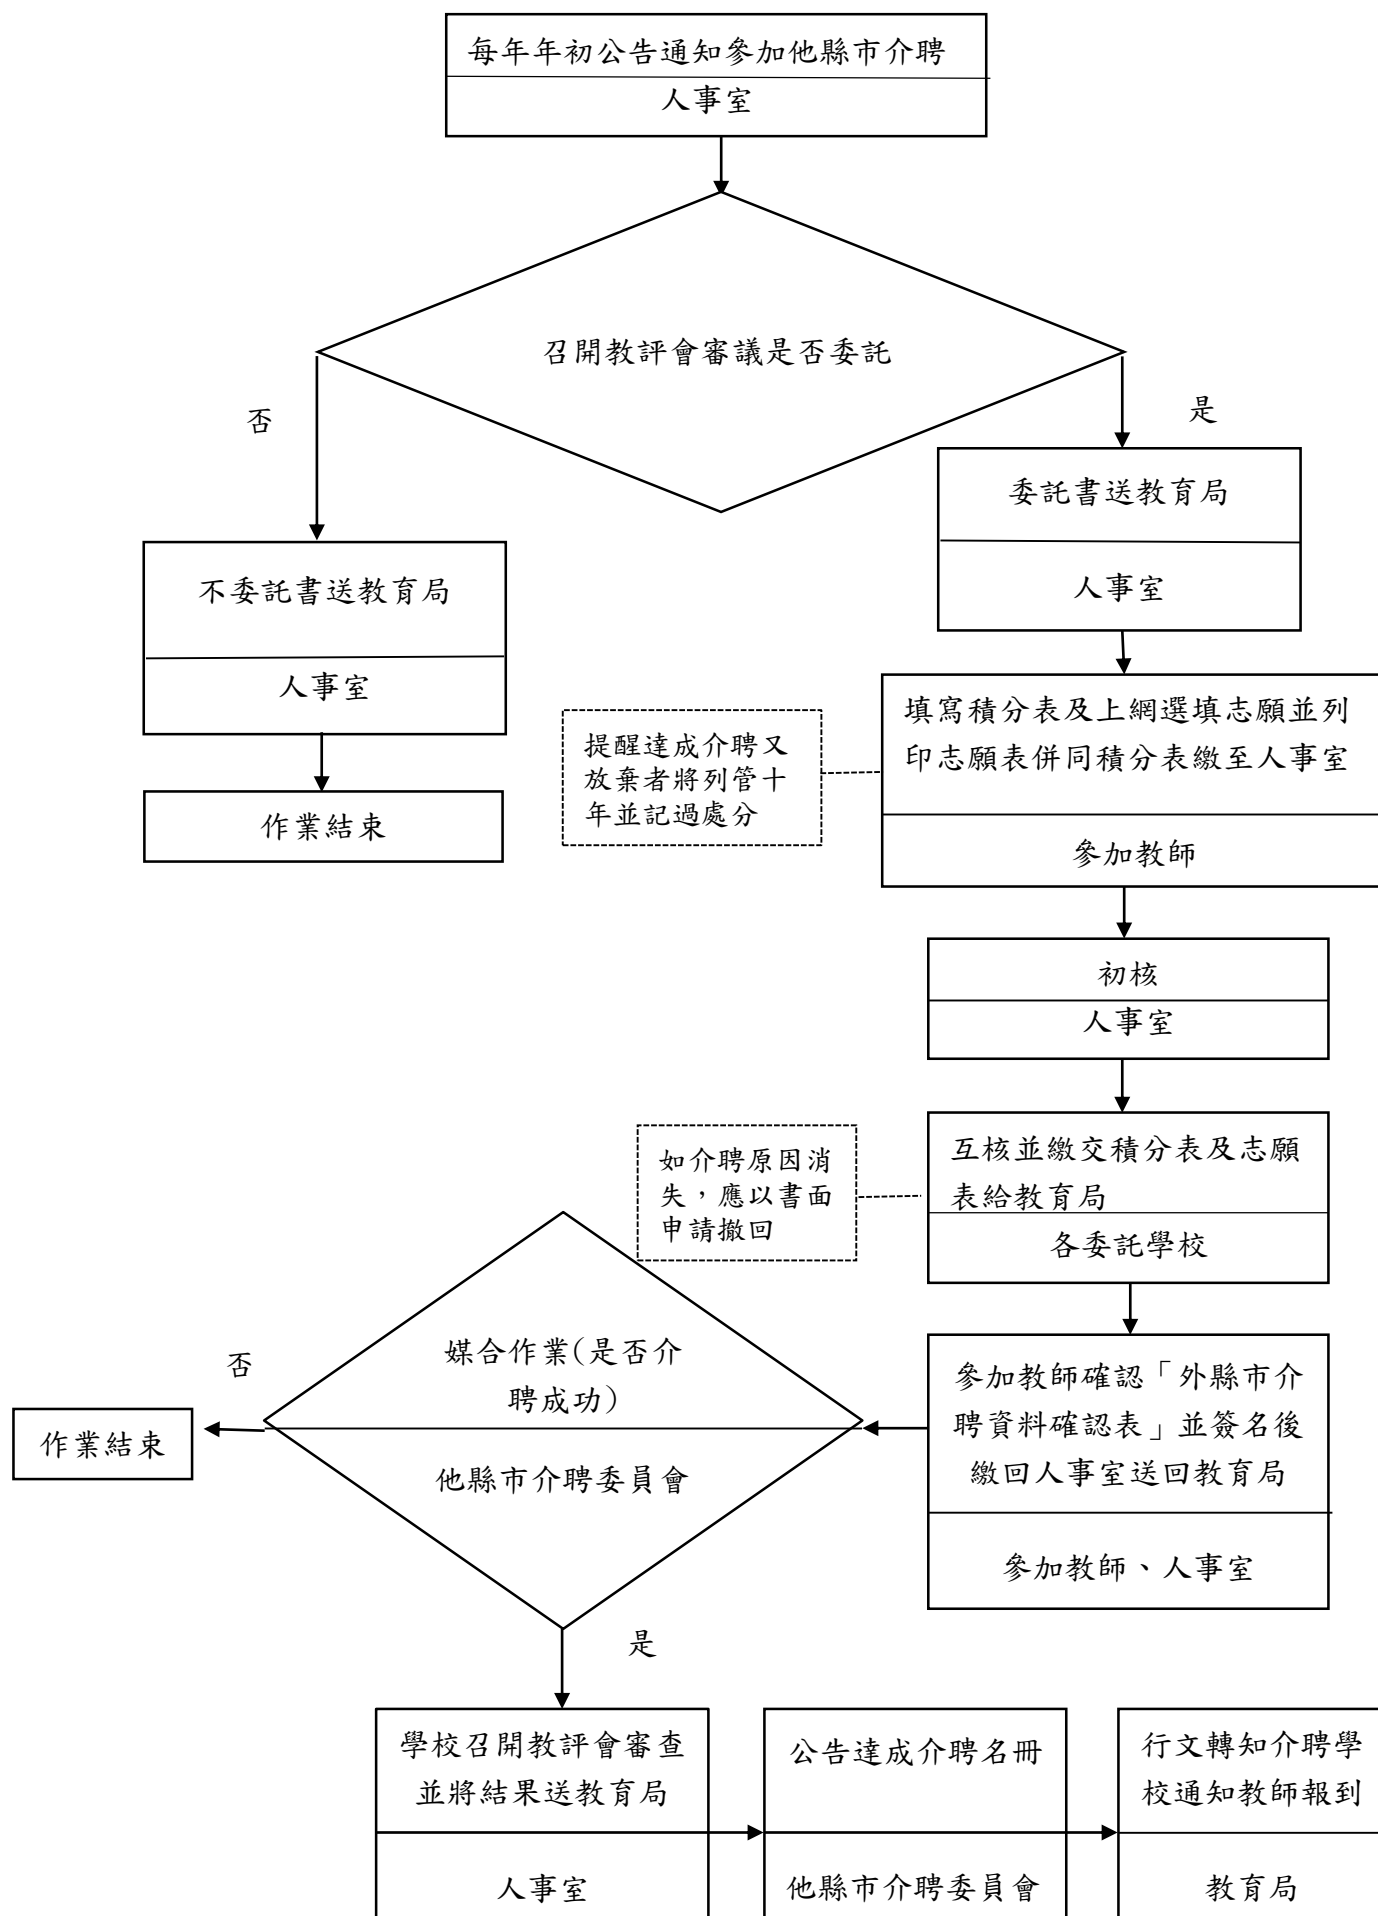 每年年初公告通知參加他縣市介聘
人事室
召開教評會審議是否委託
否
是
委託書送教育局
人事室
不委託書送教育局
人事室
作業結束
提醒達成介聘又
放棄者將列管十
年並記過處分
填寫積分表及上網選填志願並列
印志願表併同積分表繳至人事室
參加教師
初核
人事室
如介聘原因消
失，應以書面
申請撤回
互核並繳交積分表及志願
表給教育局
各委託學校
參加教師確認「外縣市介
聘資料確認表」並簽名後
繳回人事室送回教育局
參加教師、人事室
媒合作業(是否介
聘成功)
他縣市介聘委員會
否
作業結束
是
學校召開教評會審查
並將結果送教育局
人事室
公告達成介聘名冊
他縣市介聘委員會
行文轉知介聘學
校通知教師報到
教育局